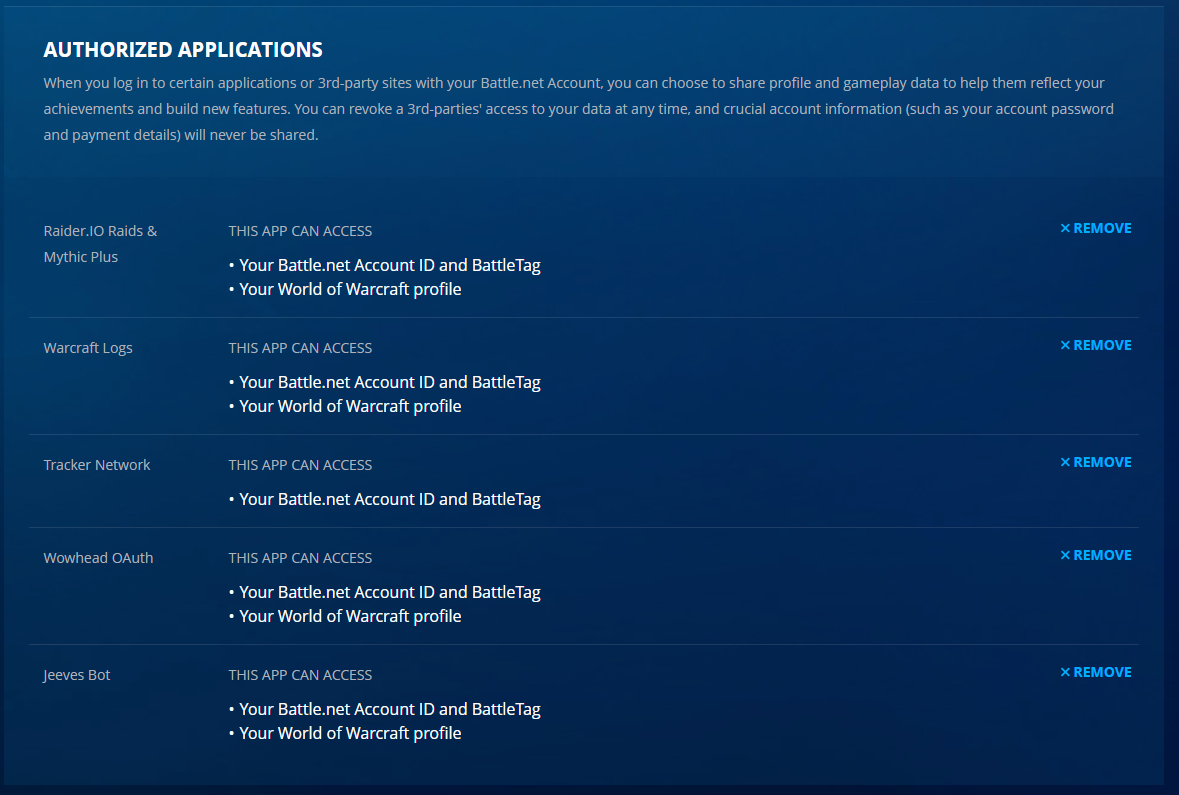 AUTHORIZED APPLICATIONS
When you log in to certain applications or 3rd-party sites with your Battle.net Account, you can choose to share profile and gameplay data to help them reflect your
achievements and build new features. You can revoke a 3rd-parties' access to your data at any time, and crucial account information (such as your account password
and payment details) will never be shared.
Raider.IO Raids &
Mythic Plus
THIS APP CAN ACCESS
• Your Battle.net Account ID and BattleTag
• Your World of Warcraft profile
× REMOVE
Warcraft Logs
THIS APP CAN ACCESS
• Your Battle.net Account ID and BattleTag
• Your World of Warcraft profile
× REMOVE
Tracker Network
THIS APP CAN ACCESS
• Your Battle.net Account ID and BattleTag
× REMOVE
Wowhead OAuth
THIS APP CAN ACCESS
• Your Battle.net Account ID and BattleTag
• Your World of Warcraft profile
× REMOVE
Jeeves Bot
THIS APP CAN ACCESS
• Your Battle.net Account ID and BattleTag
• Your World of Warcraft profile
× REMOVE